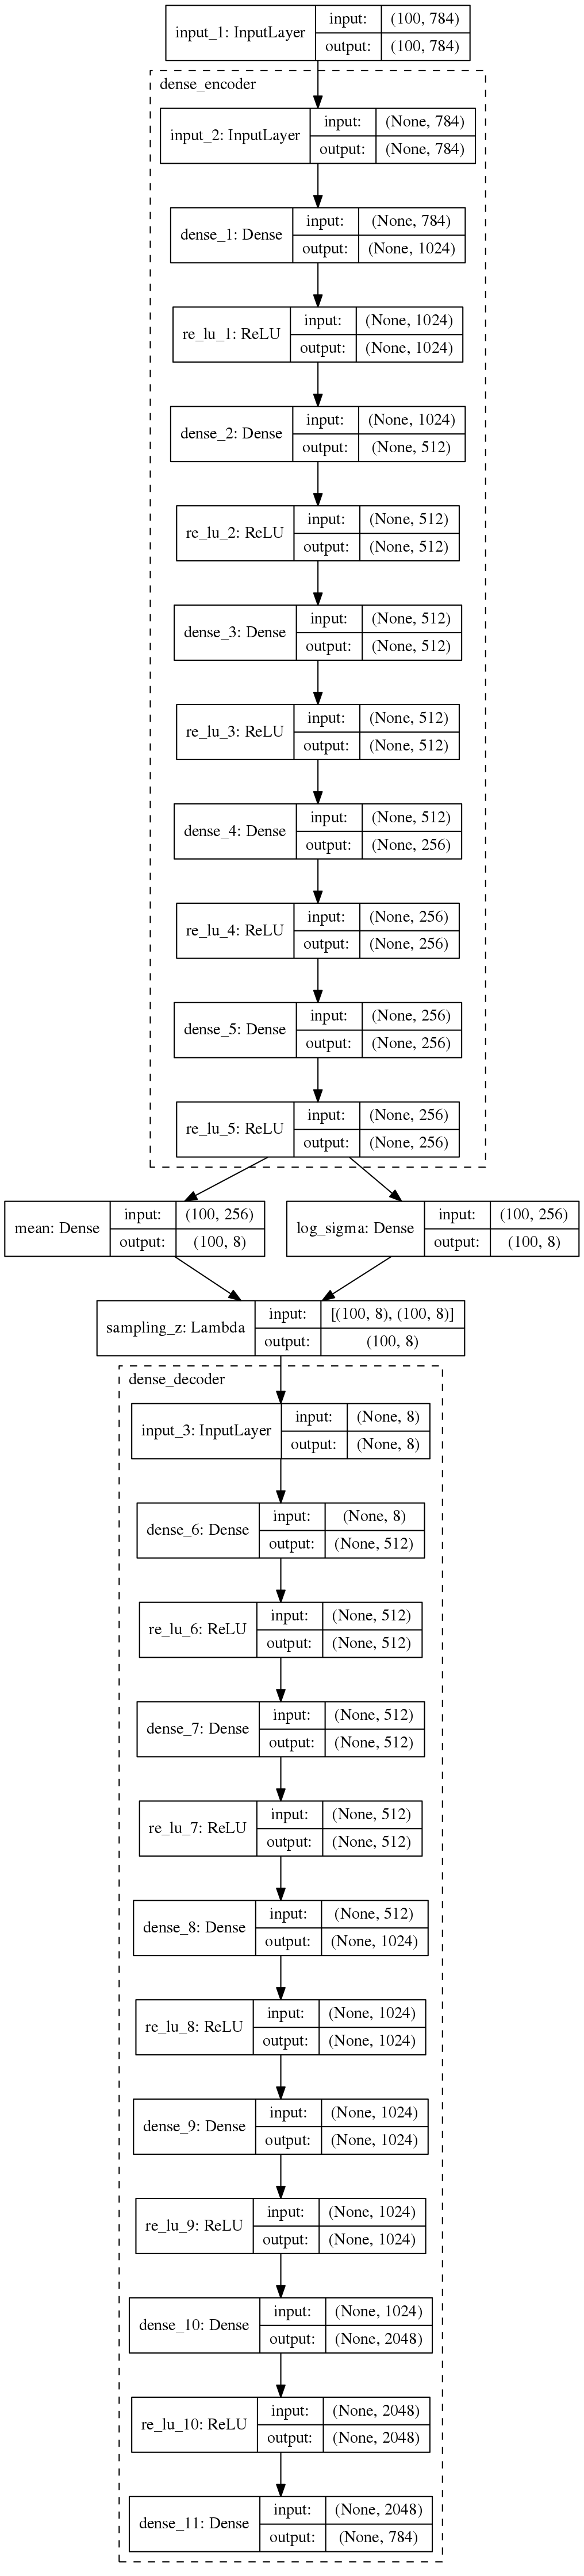 input_1: InputLayer
input: (100, 784)
output: (100, 784)
dense_encoder
input_2: InputLayer
input: (None, 784)
output: (None, 784)
dense_1: Dense
input: (None, 784)
output: (None, 1024)
re_lu_1: ReLU
input: (None, 1024)
output: (None, 1024)
dense_2: Dense
input: (None, 1024)
output: (None, 512)
re_lu_2: ReLU
input: (None, 512)
output: (None, 512)
dense_3: Dense
input: (None, 512)
output: (None, 512)
re_lu_3: ReLU
input: (None, 512)
output: (None, 512)
dense_4: Dense
input: (None, 512)
output: (None, 256)
re_lu_4: ReLU
input: (None, 256)
output: (None, 256)
dense_5: Dense
input: (None, 256)
output: (None, 256)
re_lu_5: ReLU
input: (None, 256)
output: (None, 256)
mean: Dense
input: (100, 256)
output: (100, 8)
log_sigma: Dense
input: (100, 256)
output: (100, 8)
sampling_z: Lambda
input: [(100, 8), (100, 8)]
output: (100, 8)
dense_decoder
input_3: InputLayer
input: (None, 8)
output: (None, 8)
dense_6: Dense
input: (None, 8)
output: (None, 512)
re_lu_6: ReLU
input: (None, 512)
output: (None, 512)
dense_7: Dense
input: (None, 512)
output: (None, 512)
re_lu_7: ReLU
input: (None, 512)
output: (None, 512)
dense_8: Dense
input: (None, 512)
output: (None, 1024)
re_lu_8: ReLU
input: (None, 1024)
output: (None, 1024)
dense_9: Dense
input: (None, 1024)
output: (None, 1024)
re_lu_9: ReLU
input: (None, 1024)
output: (None, 1024)
dense_10: Dense
input: (None, 1024)
output: (None, 2048)
re_lu_10: ReLU
input: (None, 2048)
output: (None, 2048)
dense_11: Dense
input: (None, 2048)
output: (None, 784)